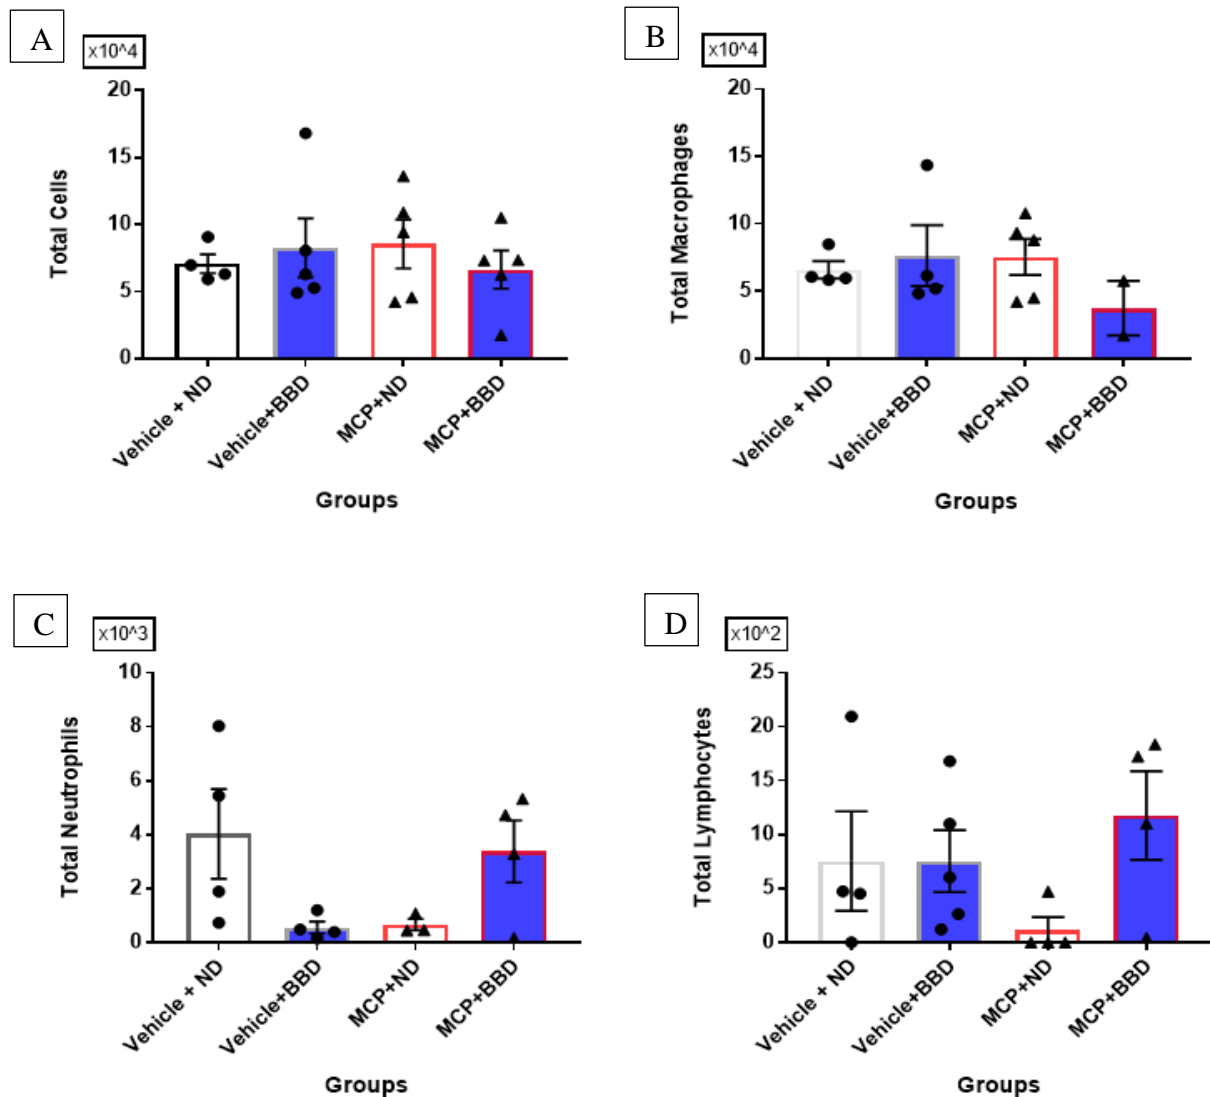 A
x10^4
Total Cells
20
15
10
5
0
Vehicle + ND
Vehicle+BBD
MCP+ND
MCP+BBD
Groups
B
x10^4
Total Macrophages
20
15
10
5
0
Vehicle + ND
Vehicle+BBD
MCP+ND
MCP+BBD
Groups
C
x10^3
Total Neutrophils
10
8
6
4
2
0
Vehicle + ND
Vehicle+BBD
MCP+ND
MCP+BBD
Groups
D
x10^2
Total Lymphocytes
25
20
15
10
5
0
Vehicle + ND
Vehicle+BBD
MCP+ND
MCP+BBD
Groups